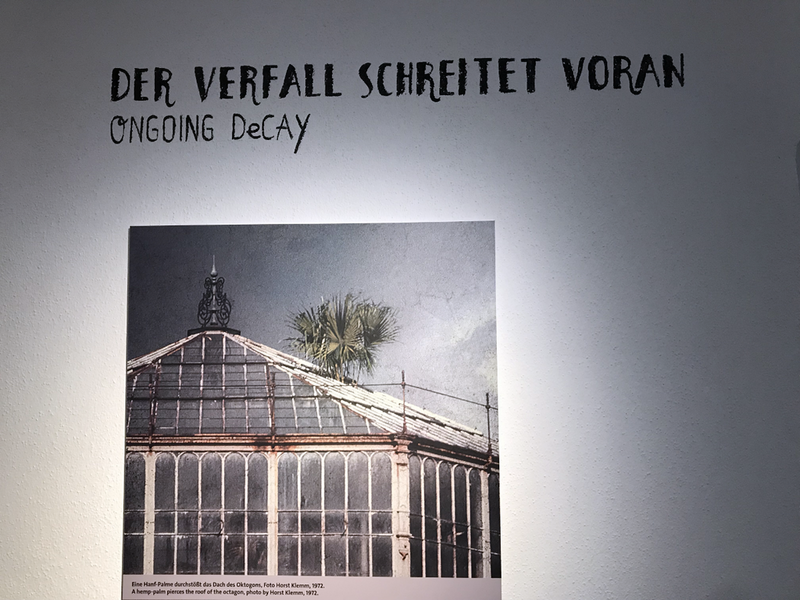 DER VERFALL SCHREITET VORAN
ONGOING DeCAY
Eine Hanf-Palme durchstößt das Dach des Oktogons, Foto Horst Klemm, 1972.
A hemp-palm pierces the roof of the octagon, photo by Horst Klemm, 1972.